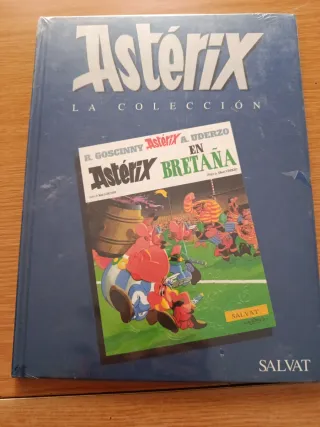 Astérix
LA COLECCIÓN
R. GOSCINNY Astérix A. UDERZO
Astérix
EN
BRETAÑA
SALVAT
SALVAT